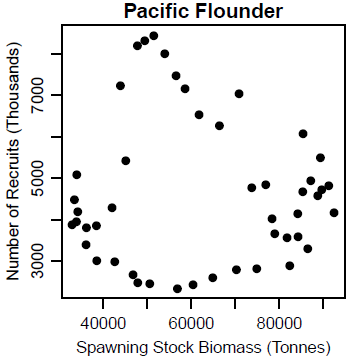 Pacific Flounder
Number of Recruits (Thousands)
7000
5000
3000
40000 60000 80000
Spawning Stock Biomass (Tonnes)